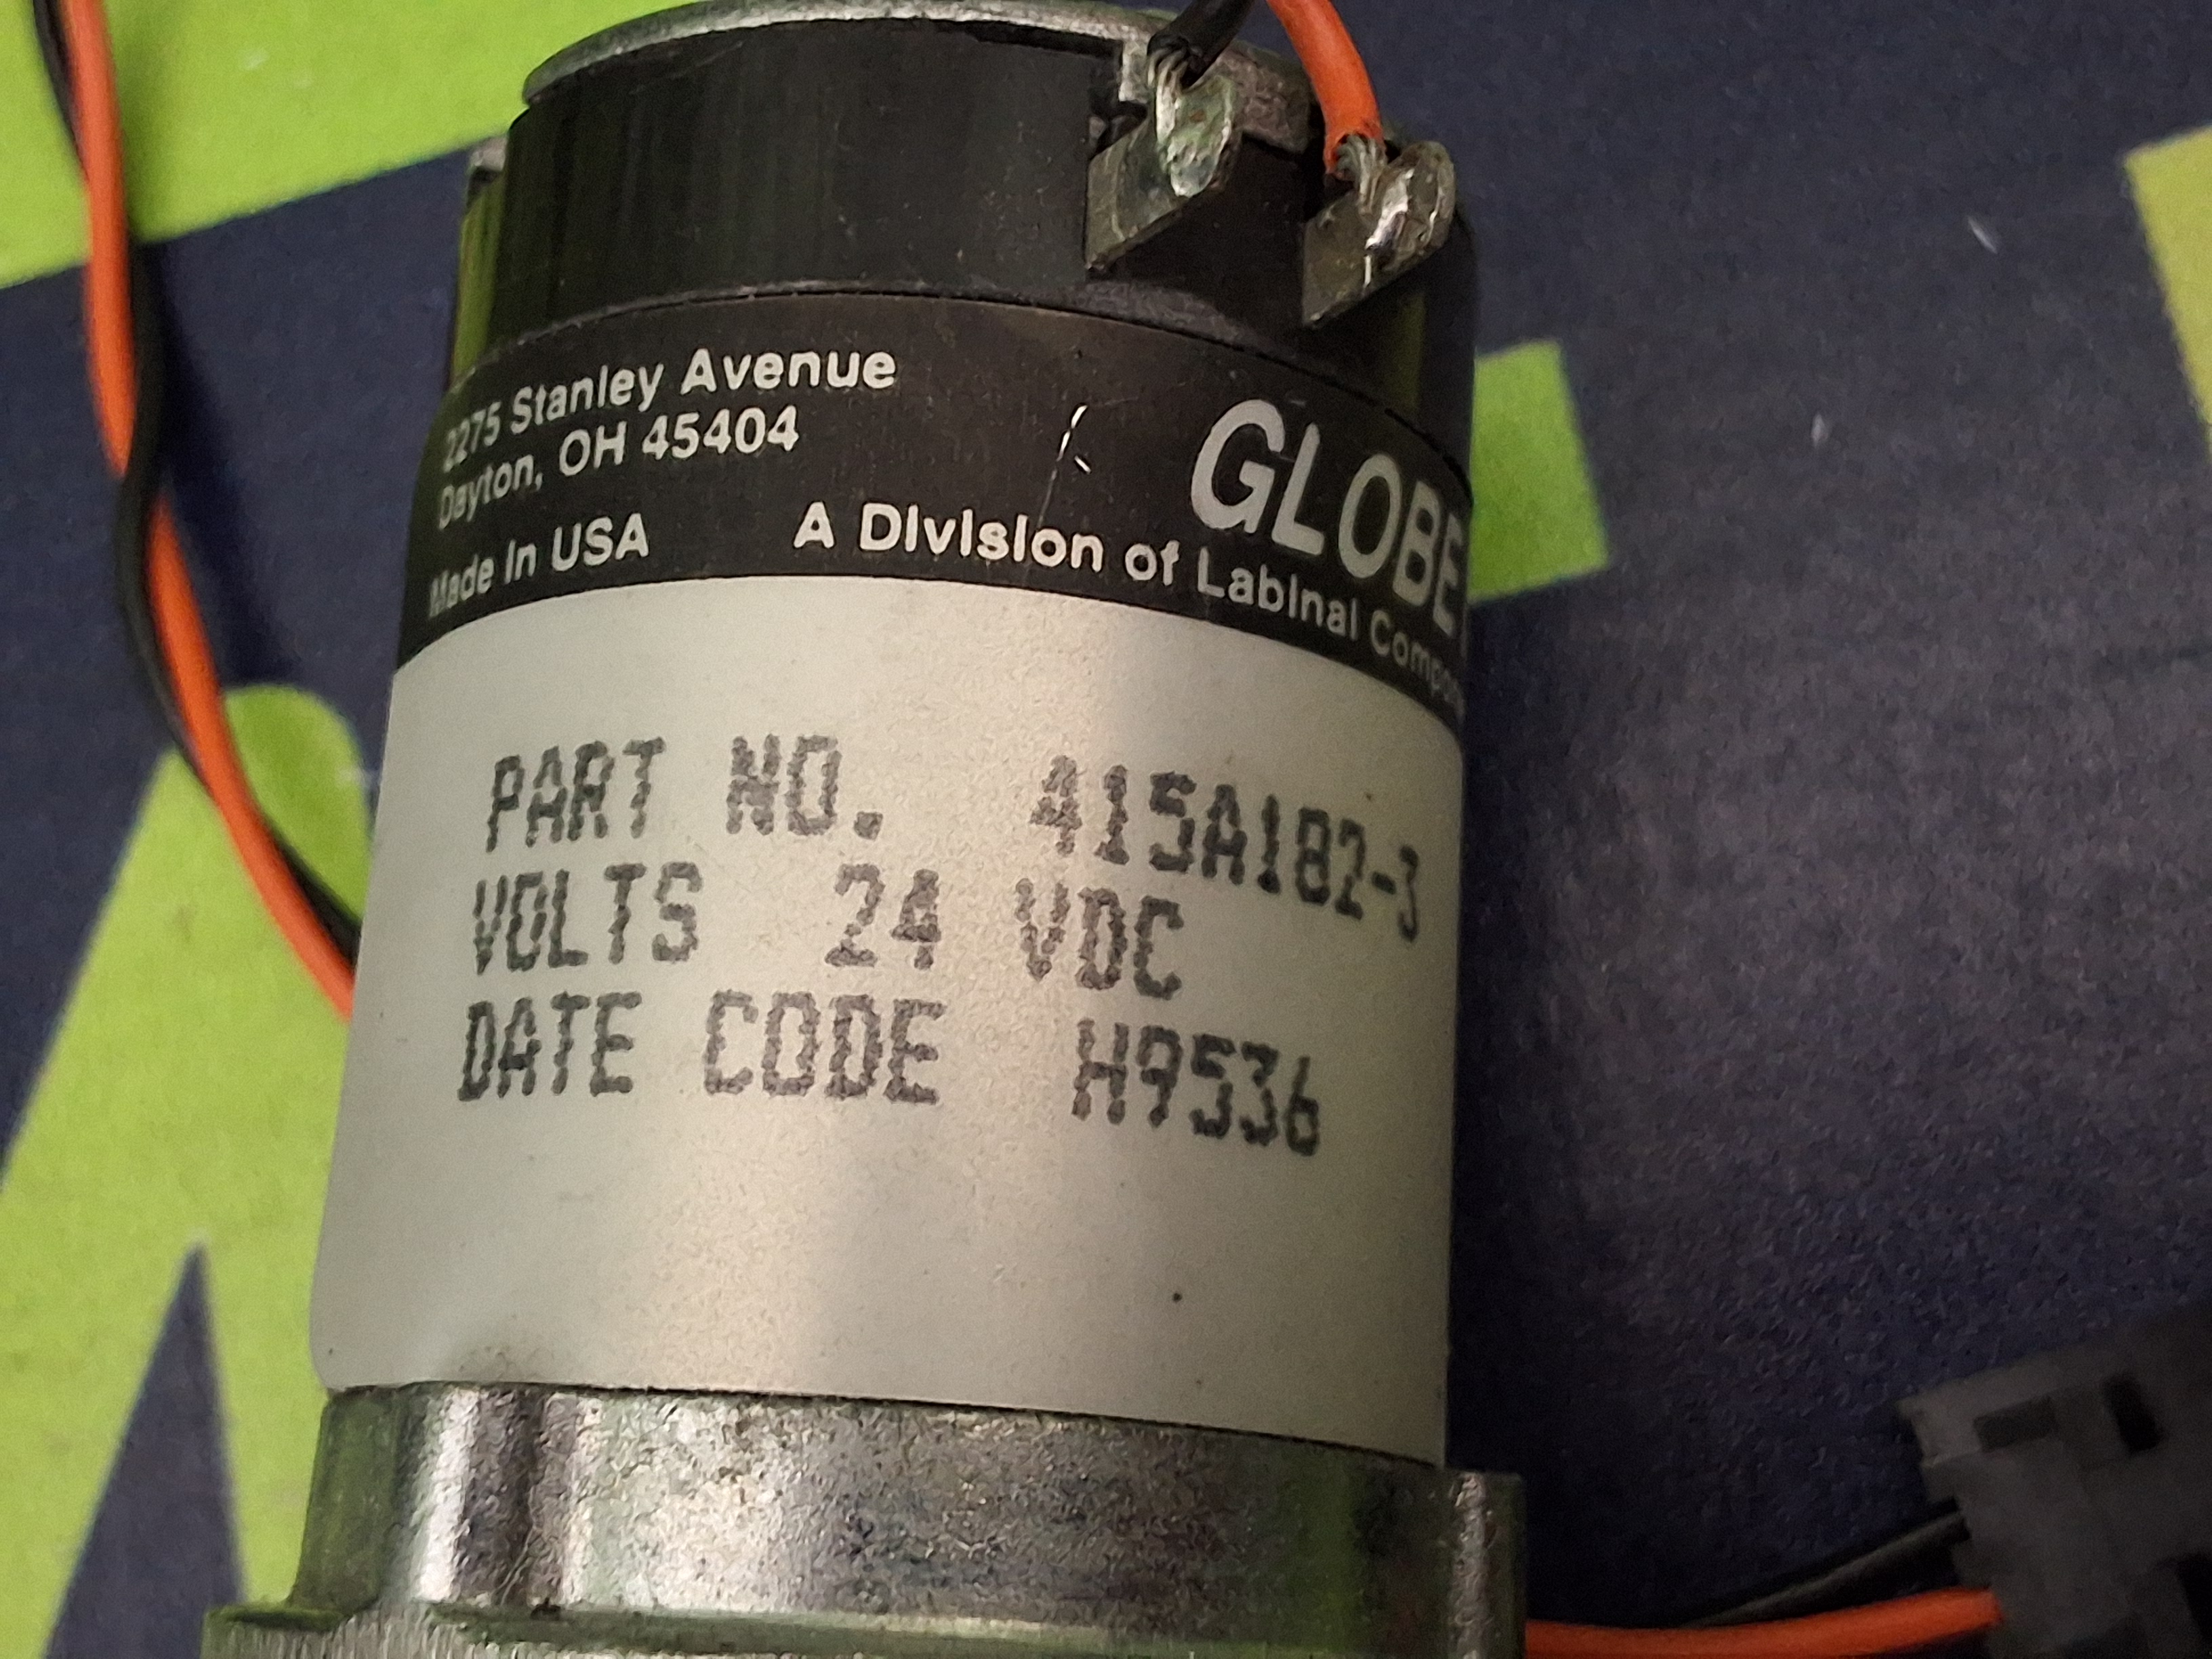 2275 Stanley Avenue
Dayton, OH 45404
Made in USA
GLOBE
A Division of Labinal
PART NO. 415A182-3
VOLTS 24 VDC
DATE CODE H9536